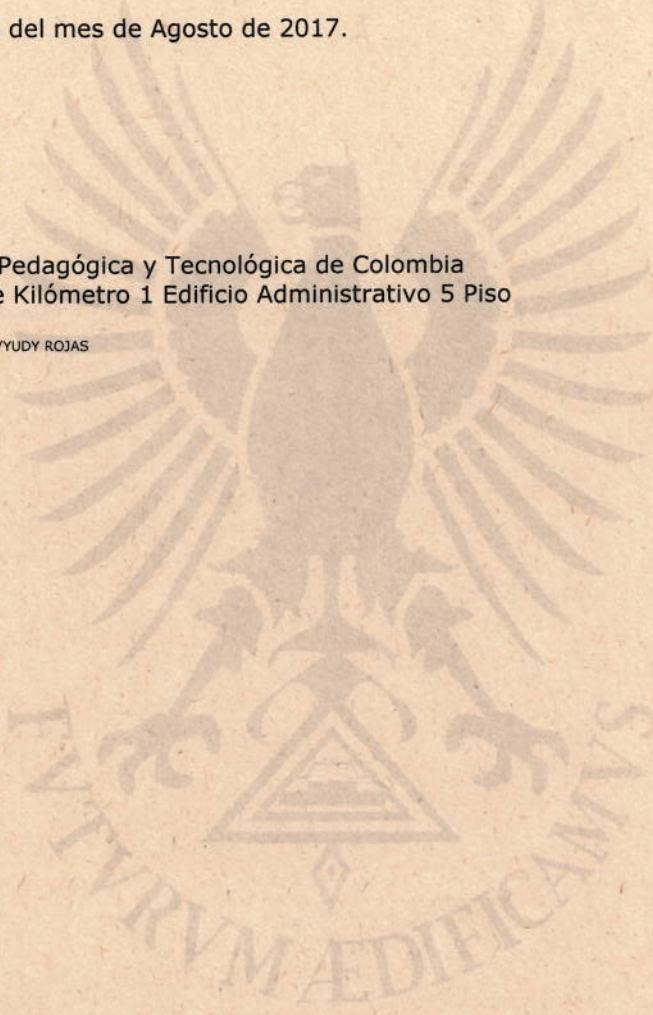 del mes de Agosto de 2017.
Pedagógica y Tecnológica de Colombia
Kilómetro 1 Edificio Administrativo 5 Piso
/YUDY ROJAS
FVTVRVM ÆDIFICAMVS